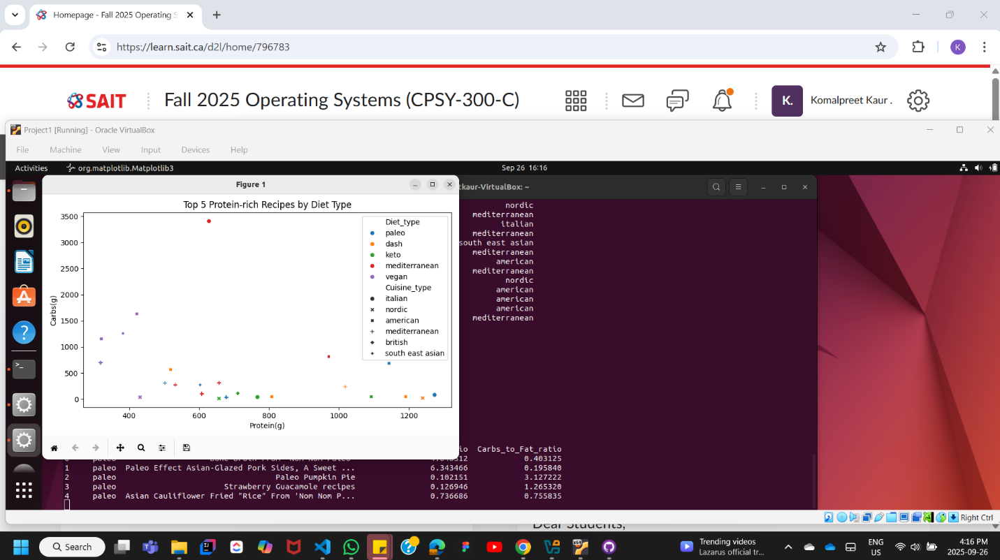 Homepage - Fall 2025 Operating S
https://learn.sait.ca/d2l/home/796783
K
SAIT
Fall 2025 Operating Systems (CPSY-300-C)
K.
Komalpreet Kaur .
Project1 [Running] - Oracle VirtualBox
File Machine View Input Devices Help
Activities
org.matplotlib.Matplotlib3
Sep 26 16:16
Figure 1
tkaur-VirtualBox: ~
Top 5 Protein-rich Recipes by Diet Type
3500
3000
2500
2000
1500
1000
500
0
Carbs(g)
400 600 800 1000 1200
Protein(g)
Diet_type
paleo
dash
keto
mediterranean
vegan
Cuisine_type
italian
nordic
american
mediterranean
british
south east asian
nordic
mediterranean
italian
mediterranean
south east asian
mediterranean
american
mediterranean
nordic
american
american
american
mediterranean
io Carbs_to_Fat_ratio
0.403125
1 paleo Paleo Effect Asian-Glazed Pork Sides, A Sweet ... 6.343466 0.195840
2 paleo Paleo Pumpkin Pie 0.102151 3.127222
3 paleo Strawberry Guacamole recipes 0.126946 1.265320
4 paleo Asian Cauliflower Fried "Rice" From 'Nom Nom P... 0.736686 0.755835
Right Ctrl
Dear Students,
Search
Trending videos
Lazarus official tr...
ENG
US
4:16 PM
2025-09-26